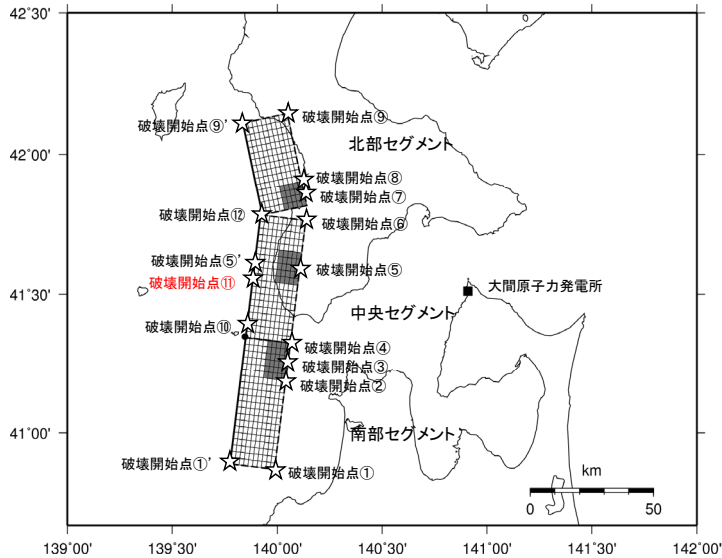 42˚30'
破壊開始点⑨'
破壊開始点⑨
北部セグメント
42˚00'
破壊開始点⑧
破壊開始点⑦
破壊開始点⑫
破壊開始点⑥
破壊開始点⑤'
破壊開始点⑤
破壊開始点⑪
大間原子力発電所
41˚30'
中央セグメント
破壊開始点⑩
破壊開始点④
破壊開始点③
破壊開始点②
41˚00'
南部セグメント
破壊開始点①'
破壊開始点①
km
0 50
139˚00' 139˚30' 140˚00' 140˚30' 141˚00' 141˚30' 142˚00'